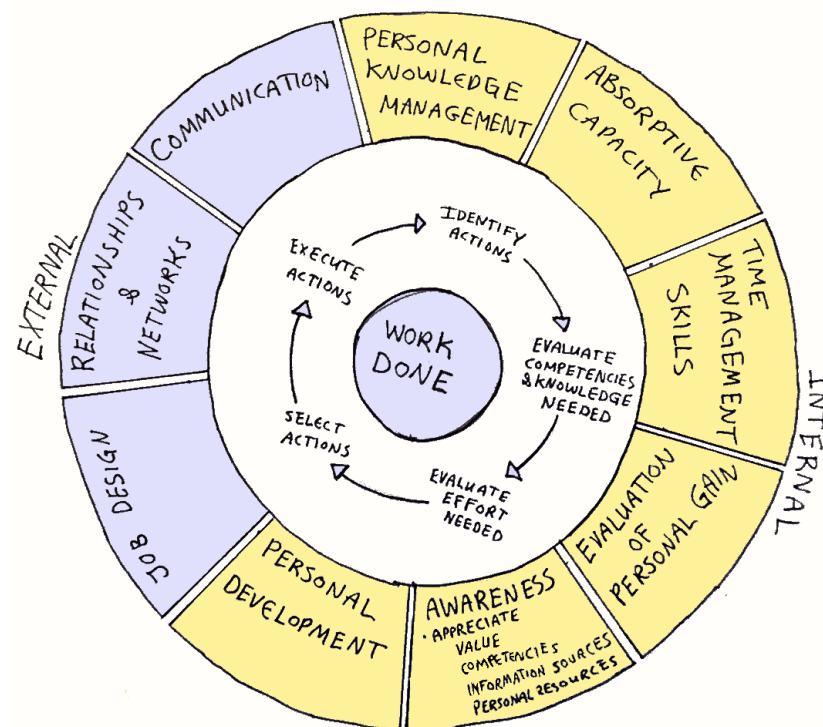 PERSONAL
KNOWLEDGE
MANAGEMENT
ABSORPTIVE
CAPACITY
TIME
MANAGEMENT
SKILLS
EVALUATION
OF
PERSONAL GAIN
AWARENESS
• APPRECIATE
VALUE
COMPETENCIES
INFORMATION SOURCES
PERSONAL RESOURCES
PERSONAL
DEVELOPMENT
JOB DESIGN
RELATIONSHIPS
&
NETWORKS
COMMUNICATION
EXTERNAL
INTERNAL
IDENTIFY
ACTIONS
EVALUATE
COMPETENCIES
& KNOWLEDGE
NEEDED
EVALUATE
EFFORT
NEEDED
SELECT
ACTIONS
EXECUTE
ACTIONS
WORK
DONE